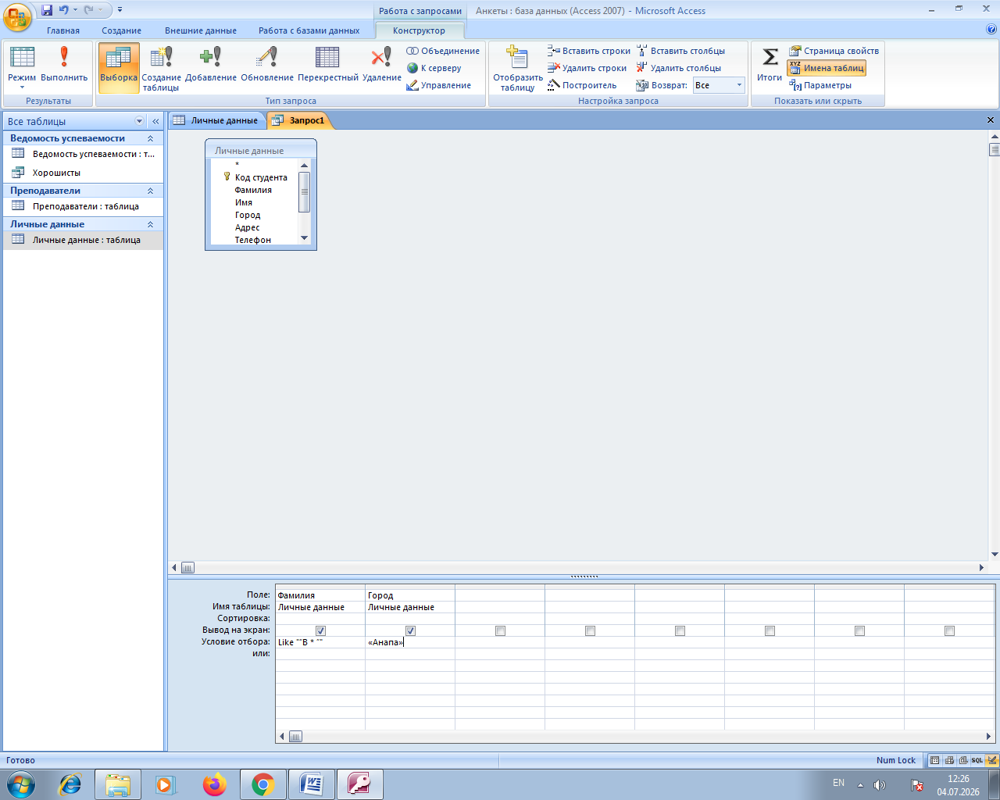 Работа с запросами
Анкеты : база данных (Access 2007) - Microsoft Access
Главная
Создание
Внешние данные
Работа с базами данных
Конструктор
Режим
Выполнить
Результаты
Выборка
Создание таблицы
Добавление
Обновление
Перекрестный
Удаление
Объединение
К серверу
Управление
Тип запроса
Отобразить таблицу
Вставить строки
Удалить строки
Построитель
Вставить столбцы
Удалить столбцы
Возврат: Все
Настройка запроса
Итоги
Страница свойств
Имена таблиц
Параметры
Показать или скрыть
Все таблицы
Ведомость успеваемости
Ведомость успеваемости : т...
Хорошисты
Преподаватели
Преподаватели : таблица
Личные данные
Личные данные : таблица
Личные данные
Запрос1
Личные данные
*
Код студента
Фамилия
Имя
Город
Адрес
Телефон
Поле: Фамилия Город
Имя таблицы: Личные данные Личные данные
Сортировка:
Вывод на экран:
Условие отбора: Like "“В * ”" «Анапа»
или:
Готово
Num Lock
SQL
EN
12:26
04.07.2026